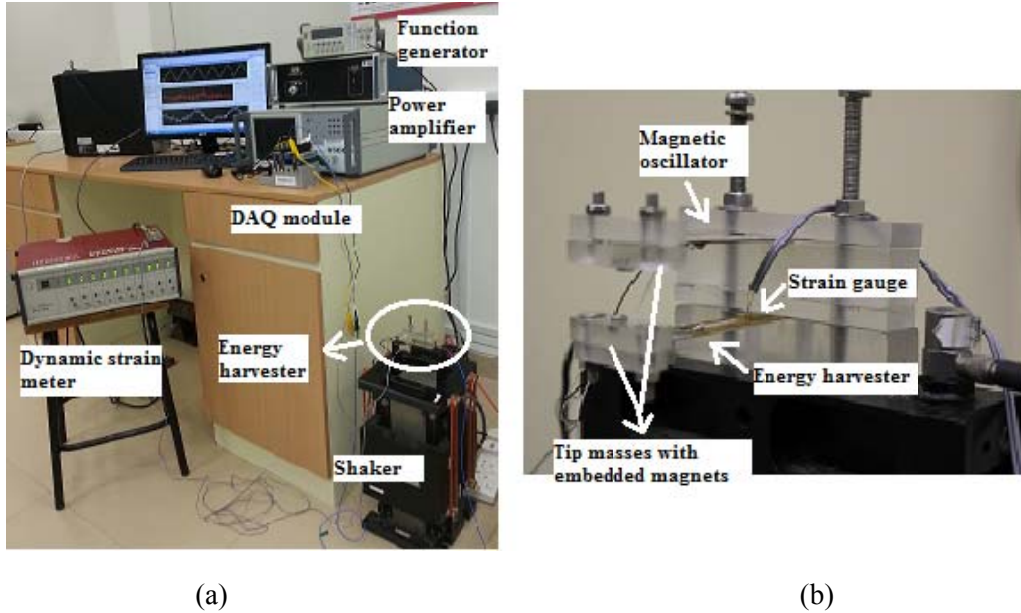 Function
generator
Power
amplifier
DAQ module
Dynamic strain
meter
Energy
harvester
Shaker
(a)
Magnetic
oscillator
Strain gauge
Energy harvester
Tip masses with
embedded magnets
(b)